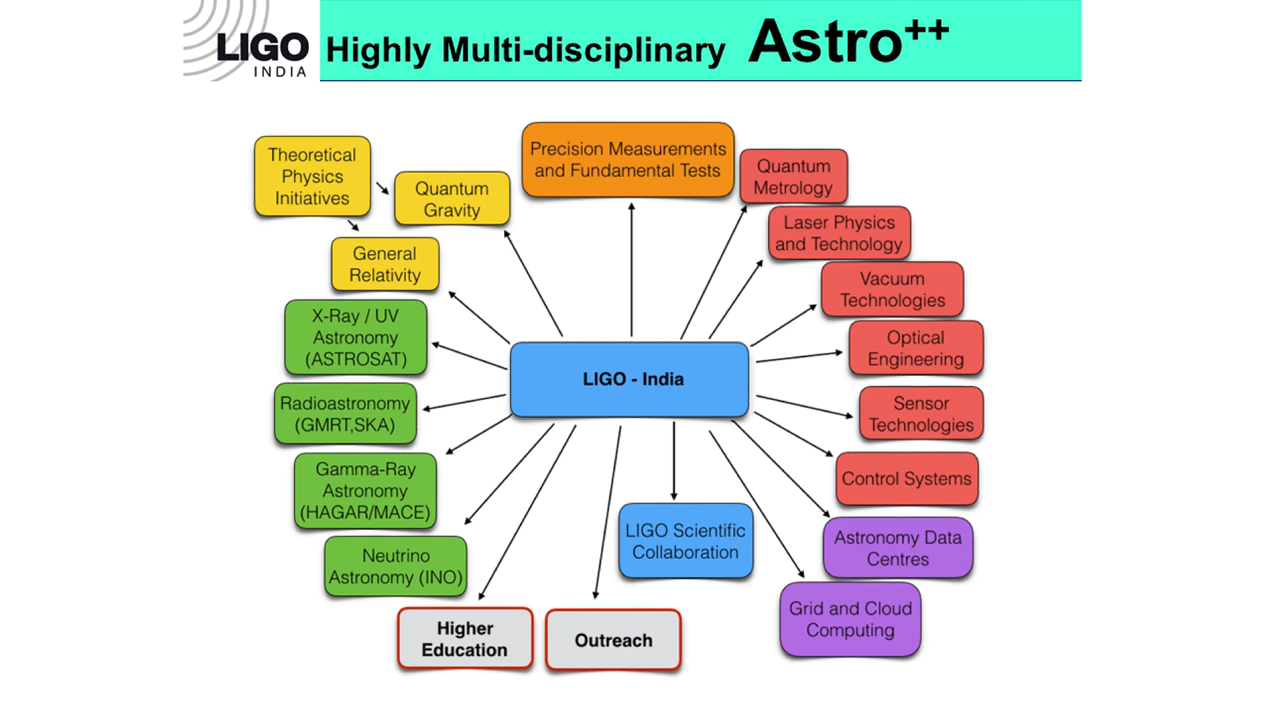 LIGO
INDIA
Highly Multi-disciplinary Astro++
Theoretical
Physics
Initiatives
Quantum
Gravity
General
Relativity
Precision Measurements
and Fundamental Tests
Quantum
Metrology
Laser Physics
and Technology
Vacuum
Technologies
Optical
Engineering
Sensor
Technologies
Control Systems
Astronomy Data
Centres
Grid and Cloud
Computing
LIGO - India
X-Ray / UV
Astronomy
(ASTROSAT)
Radioastronomy
(GMRT,SKA)
Gamma-Ray
Astronomy
(HAGAR/MACE)
Neutrino
Astronomy (INO)
LIGO Scientific
Collaboration
Higher
Education
Outreach